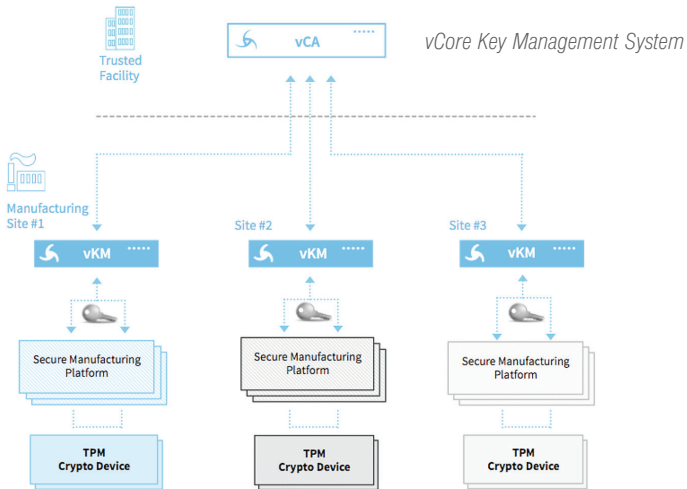 vCA
vCore Key Management System
Trusted
Facility
Manufacturing
Site #1
Site #2
Site #3
vKM
vKM
vKM
Secure Manufacturing
Platform
Secure Manufacturing
Platform
Secure Manufacturing
Platform
TPM
Crypto Device
TPM
Crypto Device
TPM
Crypto Device